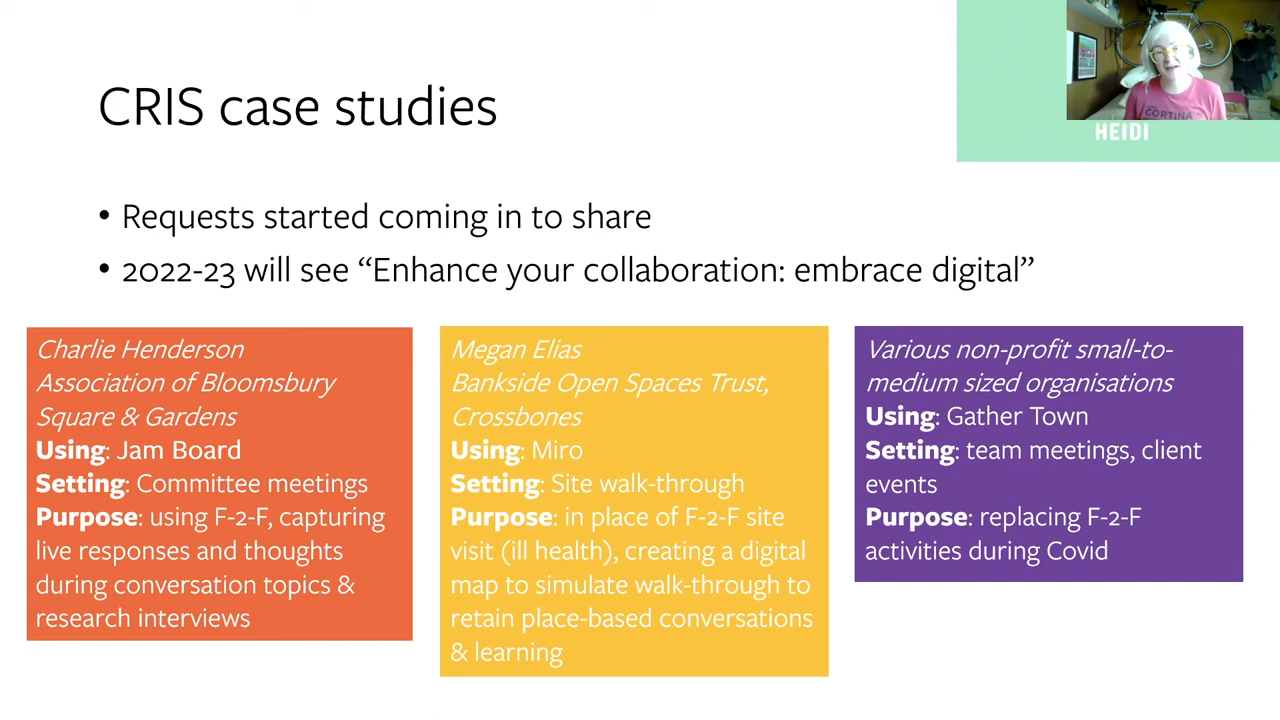 CRIS case studies
CORTINA
HEIDI
• Requests started coming in to share
• 2022-23 will see “Enhance your collaboration: embrace digital”
Charlie Henderson
Association of Bloomsbury
Square & Gardens
Using: Jam Board
Setting: Committee meetings
Purpose: using F-2-F, capturing
live responses and thoughts
during conversation topics &
research interviews
Megan Elias
Bankside Open Spaces Trust,
Crossbones
Using: Miro
Setting: Site walk-through
Purpose: in place of F-2-F site
visit (ill health), creating a digital
map to simulate walk-through to
retain place-based conversations
& learning
Various non-profit small-to-
medium sized organisations
Using: Gather Town
Setting: team meetings, client
events
Purpose: replacing F-2-F
activities during Covid